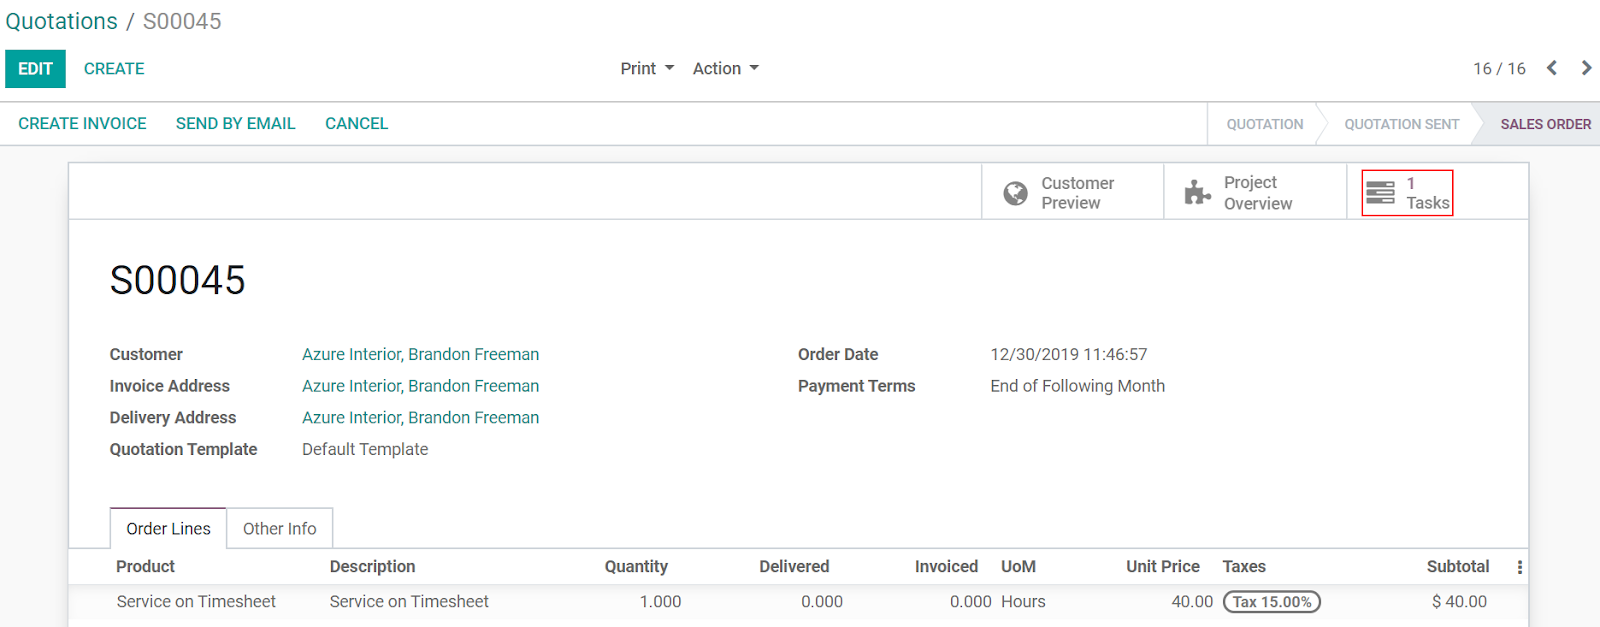 Quotations / S00045
EDIT CREATE Print Action 16 / 16
CREATE INVOICE SEND BY EMAIL CANCEL QUOTATION QUOTATION SENT SALES ORDER
Customer Preview Project Overview 1 Tasks
S00045
Customer Azure Interior, Brandon Freeman Order Date 12/30/2019 11:46:57
Invoice Address Azure Interior, Brandon Freeman Payment Terms End of Following Month
Delivery Address Azure Interior, Brandon Freeman
Quotation Template Default Template
Order Lines Other Info
Product Description Quantity Delivered Invoiced UoM Unit Price Taxes Subtotal
Service on Timesheet Service on Timesheet 1.000 0.000 0.000 Hours 40.00 Tax 15.00% $ 40.00